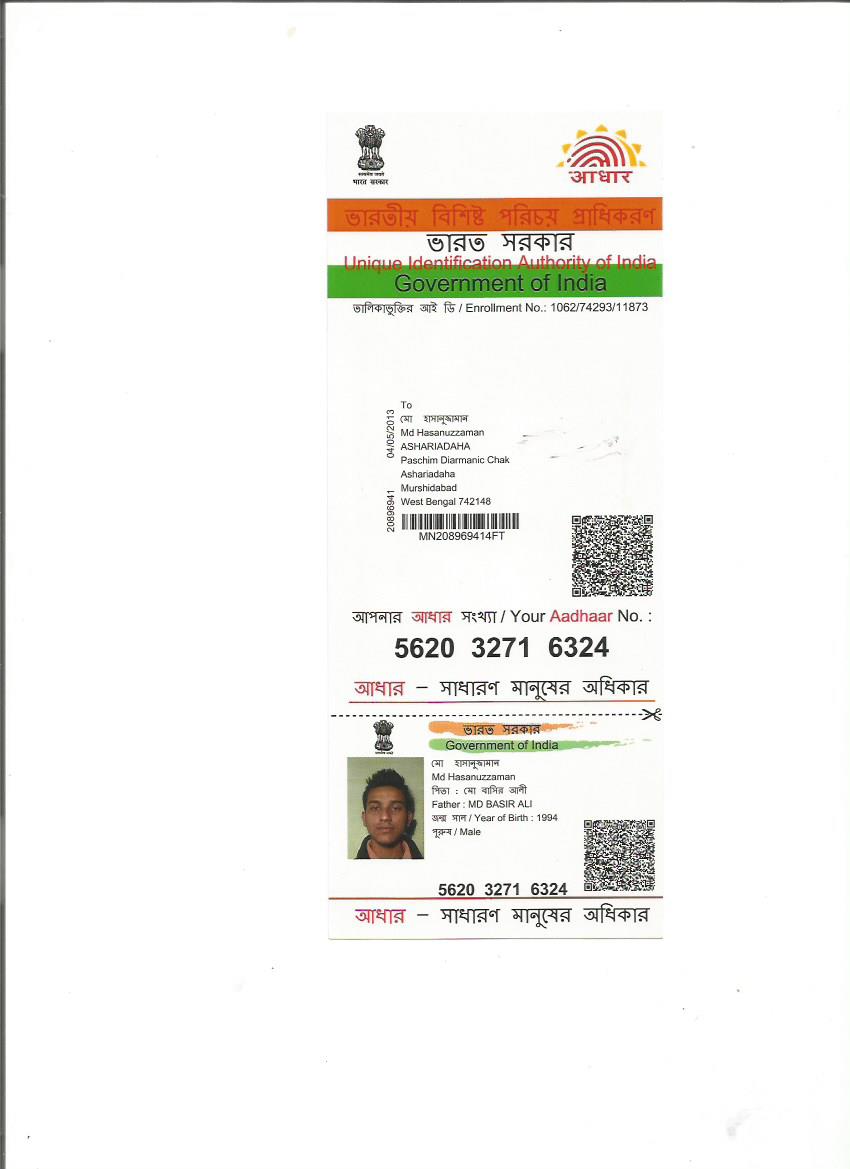 भारत सरकार
आधार
ভারতীয় বিশিষ্ট পরিচয় প্রাধিকরণ
ভারত সরকার
Unique Identification Authority of India
Government of India
তালিকাভুক্তির আই ডি / Enrollment No.: 1062/74293/11873
To
মো হাসানুজ্জামান
Md Hasanuzzaman
ASHARIADAHA
Paschim Diarmanic Chak
Ashariadaha
Murshidabad
West Bengal 742148
04/05/2013
20896941
MN208969414FT
আপনার আধার সংখ্যা / Your Aadhaar No. :
5620 3271 6324
আধার – সাধারণ মানুষের অধিকার
ভারত সরকার
Government of India
মো হাসানুজ্জামান
Md Hasanuzzaman
পিতা : মো বাসির আলী
Father : MD BASIR ALI
জন্ম সাল / Year of Birth : 1994
পুরুষ / Male
5620 3271 6324
আধার – সাধারণ মানুষের অধিকার